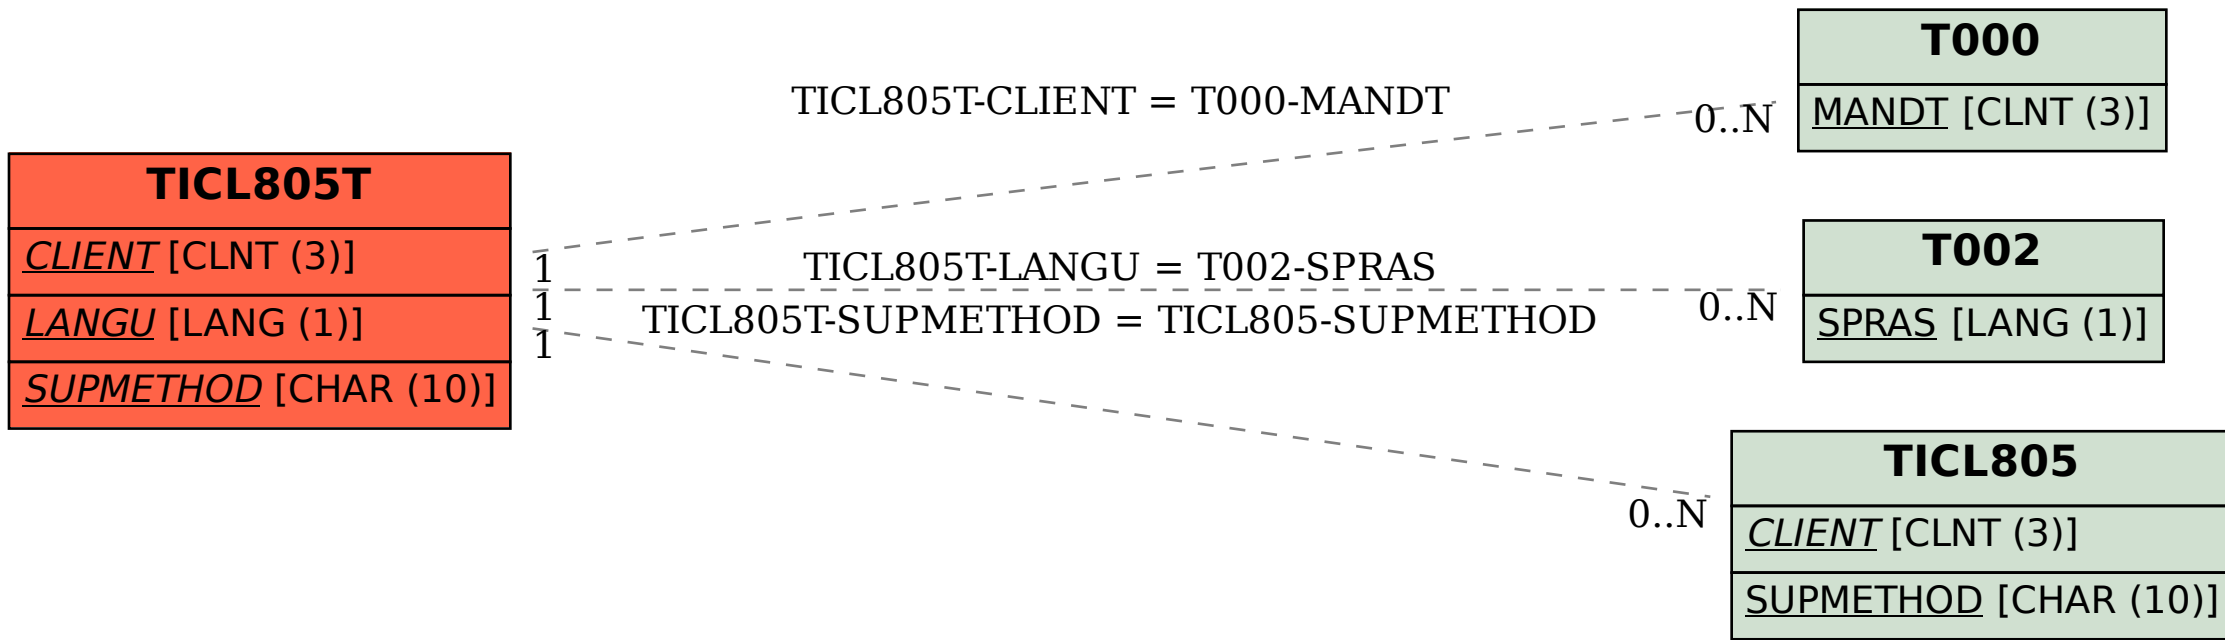 TICL805T
CLIENT [CLNT (3)]
LANGU [LANG (1)]
SUPMETHOD [CHAR (10)]
TICL805T-CLIENT = T000-MANDT
1
0..N
TICL805T-LANGU = T002-SPRAS
1
0..N
TICL805T-SUPMETHOD = TICL805-SUPMETHOD
1
0..N
T000
MANDT [CLNT (3)]
T002
SPRAS [LANG (1)]
TICL805
CLIENT [CLNT (3)]
SUPMETHOD [CHAR (10)]